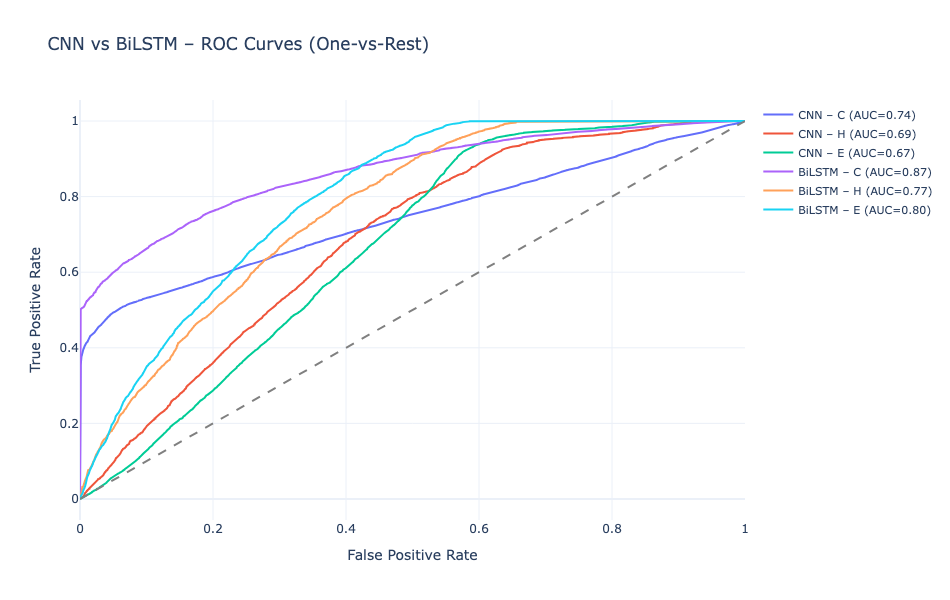 CNN vs BiLSTM – ROC Curves (One-vs-Rest)
CNN – C (AUC=0.74)
CNN – H (AUC=0.69)
CNN – E (AUC=0.67)
BiLSTM – C (AUC=0.87)
BiLSTM – H (AUC=0.77)
BiLSTM – E (AUC=0.80)
True Positive Rate
1
0.8
0.6
0.4
0.2
0
0 0.2 0.4 0.6 0.8 1
False Positive Rate